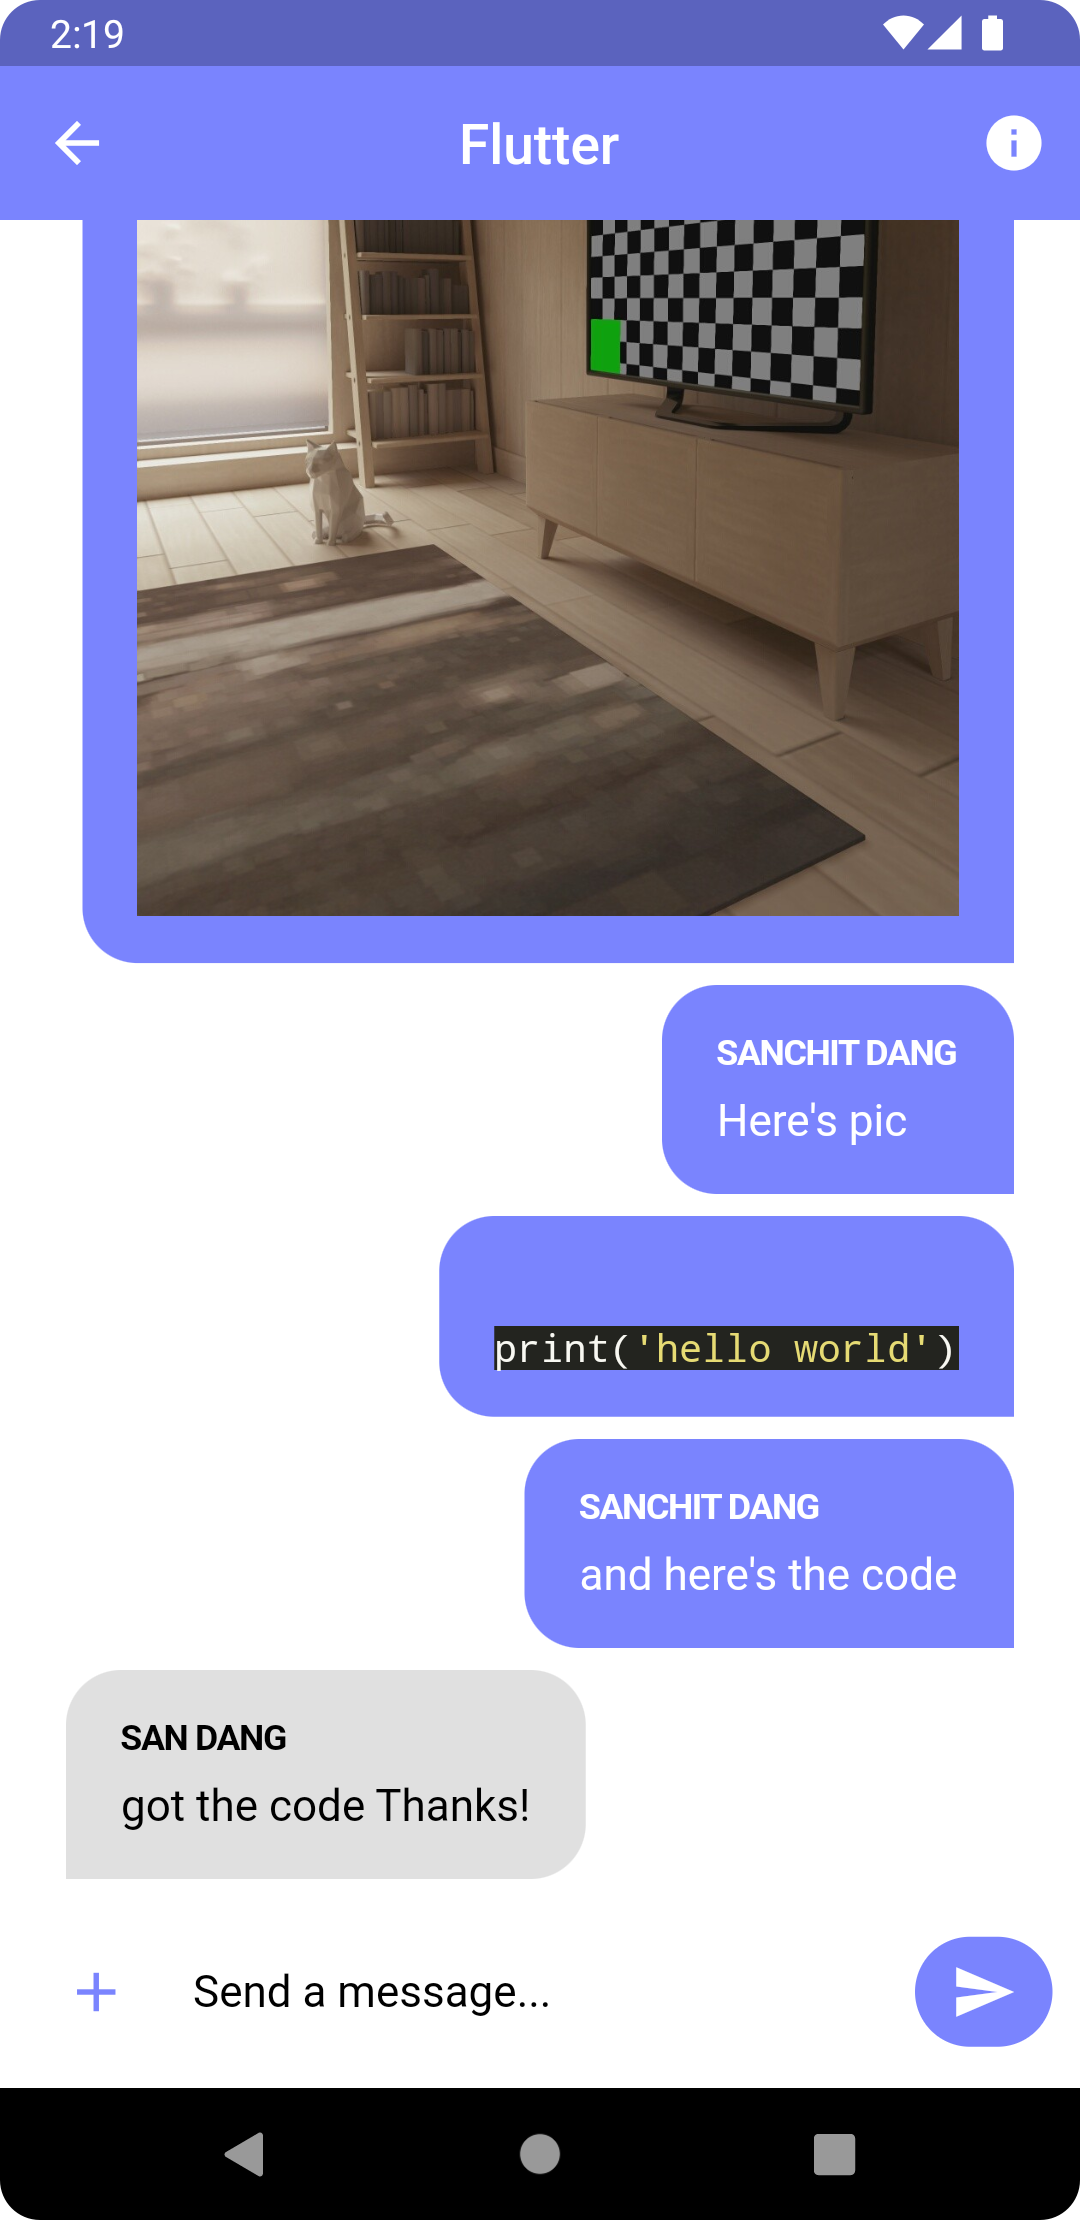 2:19
Flutter
SANCHIT DANG
Here's pic
print('hello world')
SANCHIT DANG
and here's the code
SAN DANG
got the code Thanks!
Send a message...